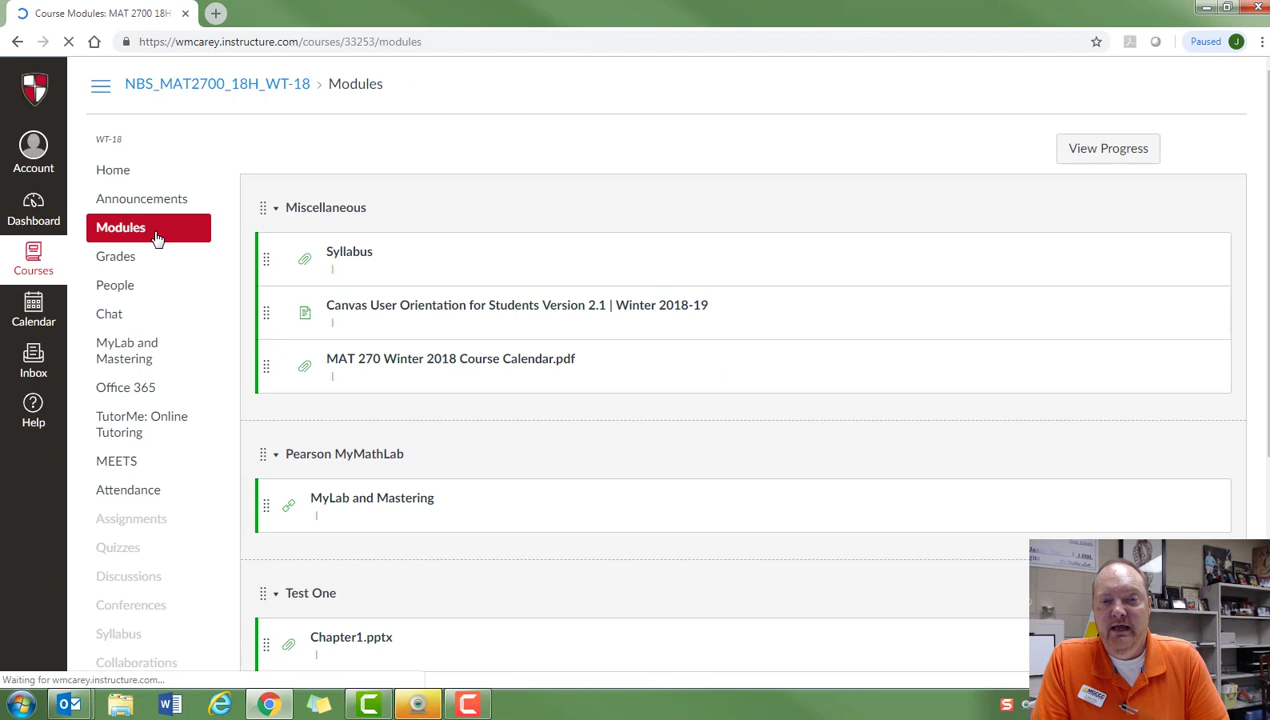 Course Modules: MAT 2700 18H
https://wmcarey.instructure.com/courses/33253/modules
Paused
J
NBS_MAT2700_18H_WT-18 › Modules
WT-18
View Progress
Account
Dashboard
Courses
Calendar
Inbox
Help
Home
Announcements
Modules
Grades
People
Chat
MyLab and
Mastering
Office 365
TutorMe: Online
Tutoring
MEETS
Attendance
Assignments
Quizzes
Discussions
Conferences
Syllabus
Collaborations
Miscellaneous
Syllabus
Canvas User Orientation for Students Version 2.1 | Winter 2018-19
MAT 270 Winter 2018 Course Calendar.pdf
Pearson MyMathLab
MyLab and Mastering
Test One
Chapter1.pptx
Waiting for wmcarey.instructure.com...